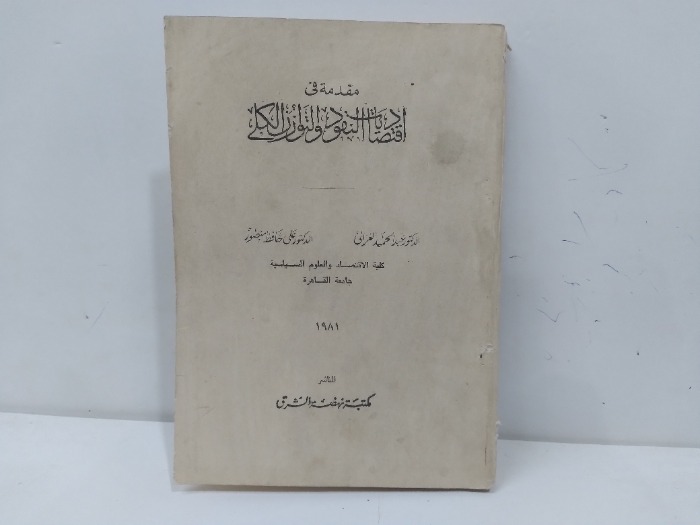 مقدمة في
اقتصاديات النقود والتوازن الكلي
الدكتور عبد الحميد الغزالي الدكتور علي حافظ منصور
كلية الاقتصاد والعلوم السياسية
جامعة القاهرة
١٩٨١
الناشر
مكتبة نهضة الشرق